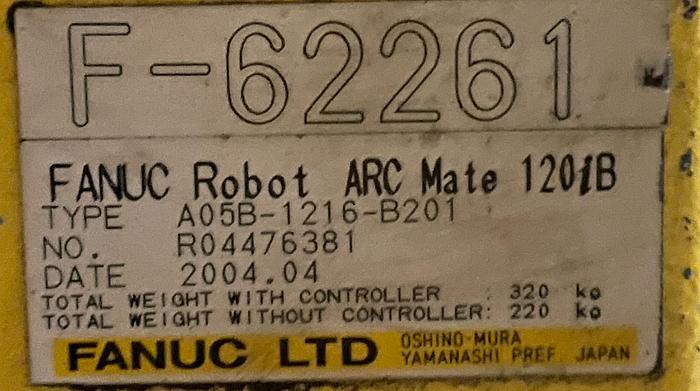 F-62261
FANUC Robot ARC Mate 120iB
TYPE A05B-1216-B201
NO. R04476381
DATE 2004.04
TOTAL WEIGHT WITH CONTROLLER : 320 kg
TOTAL WEIGHT WITHOUT CONTROLLER: 220 kg
FANUC LTD OSHINO-MURA
YAMANASHI PREF. JAPAN